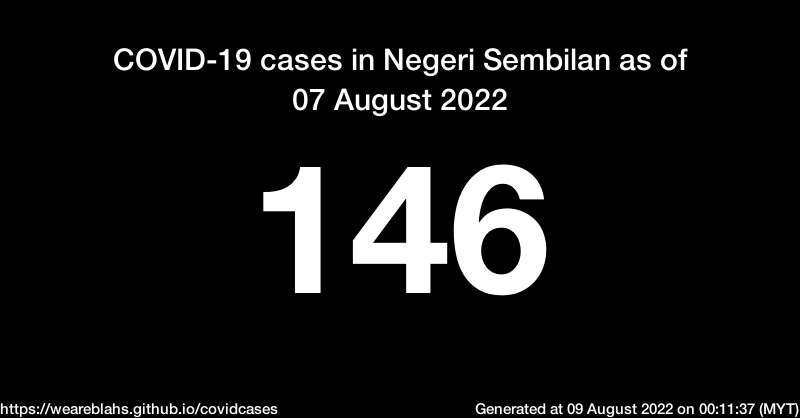 COVID-19 cases in Negeri Sembilan as of
07 August 2022
146
https://weareblahs.github.io/covidcases
Generated at 09 August 2022 on 00:11:37 (MYT)